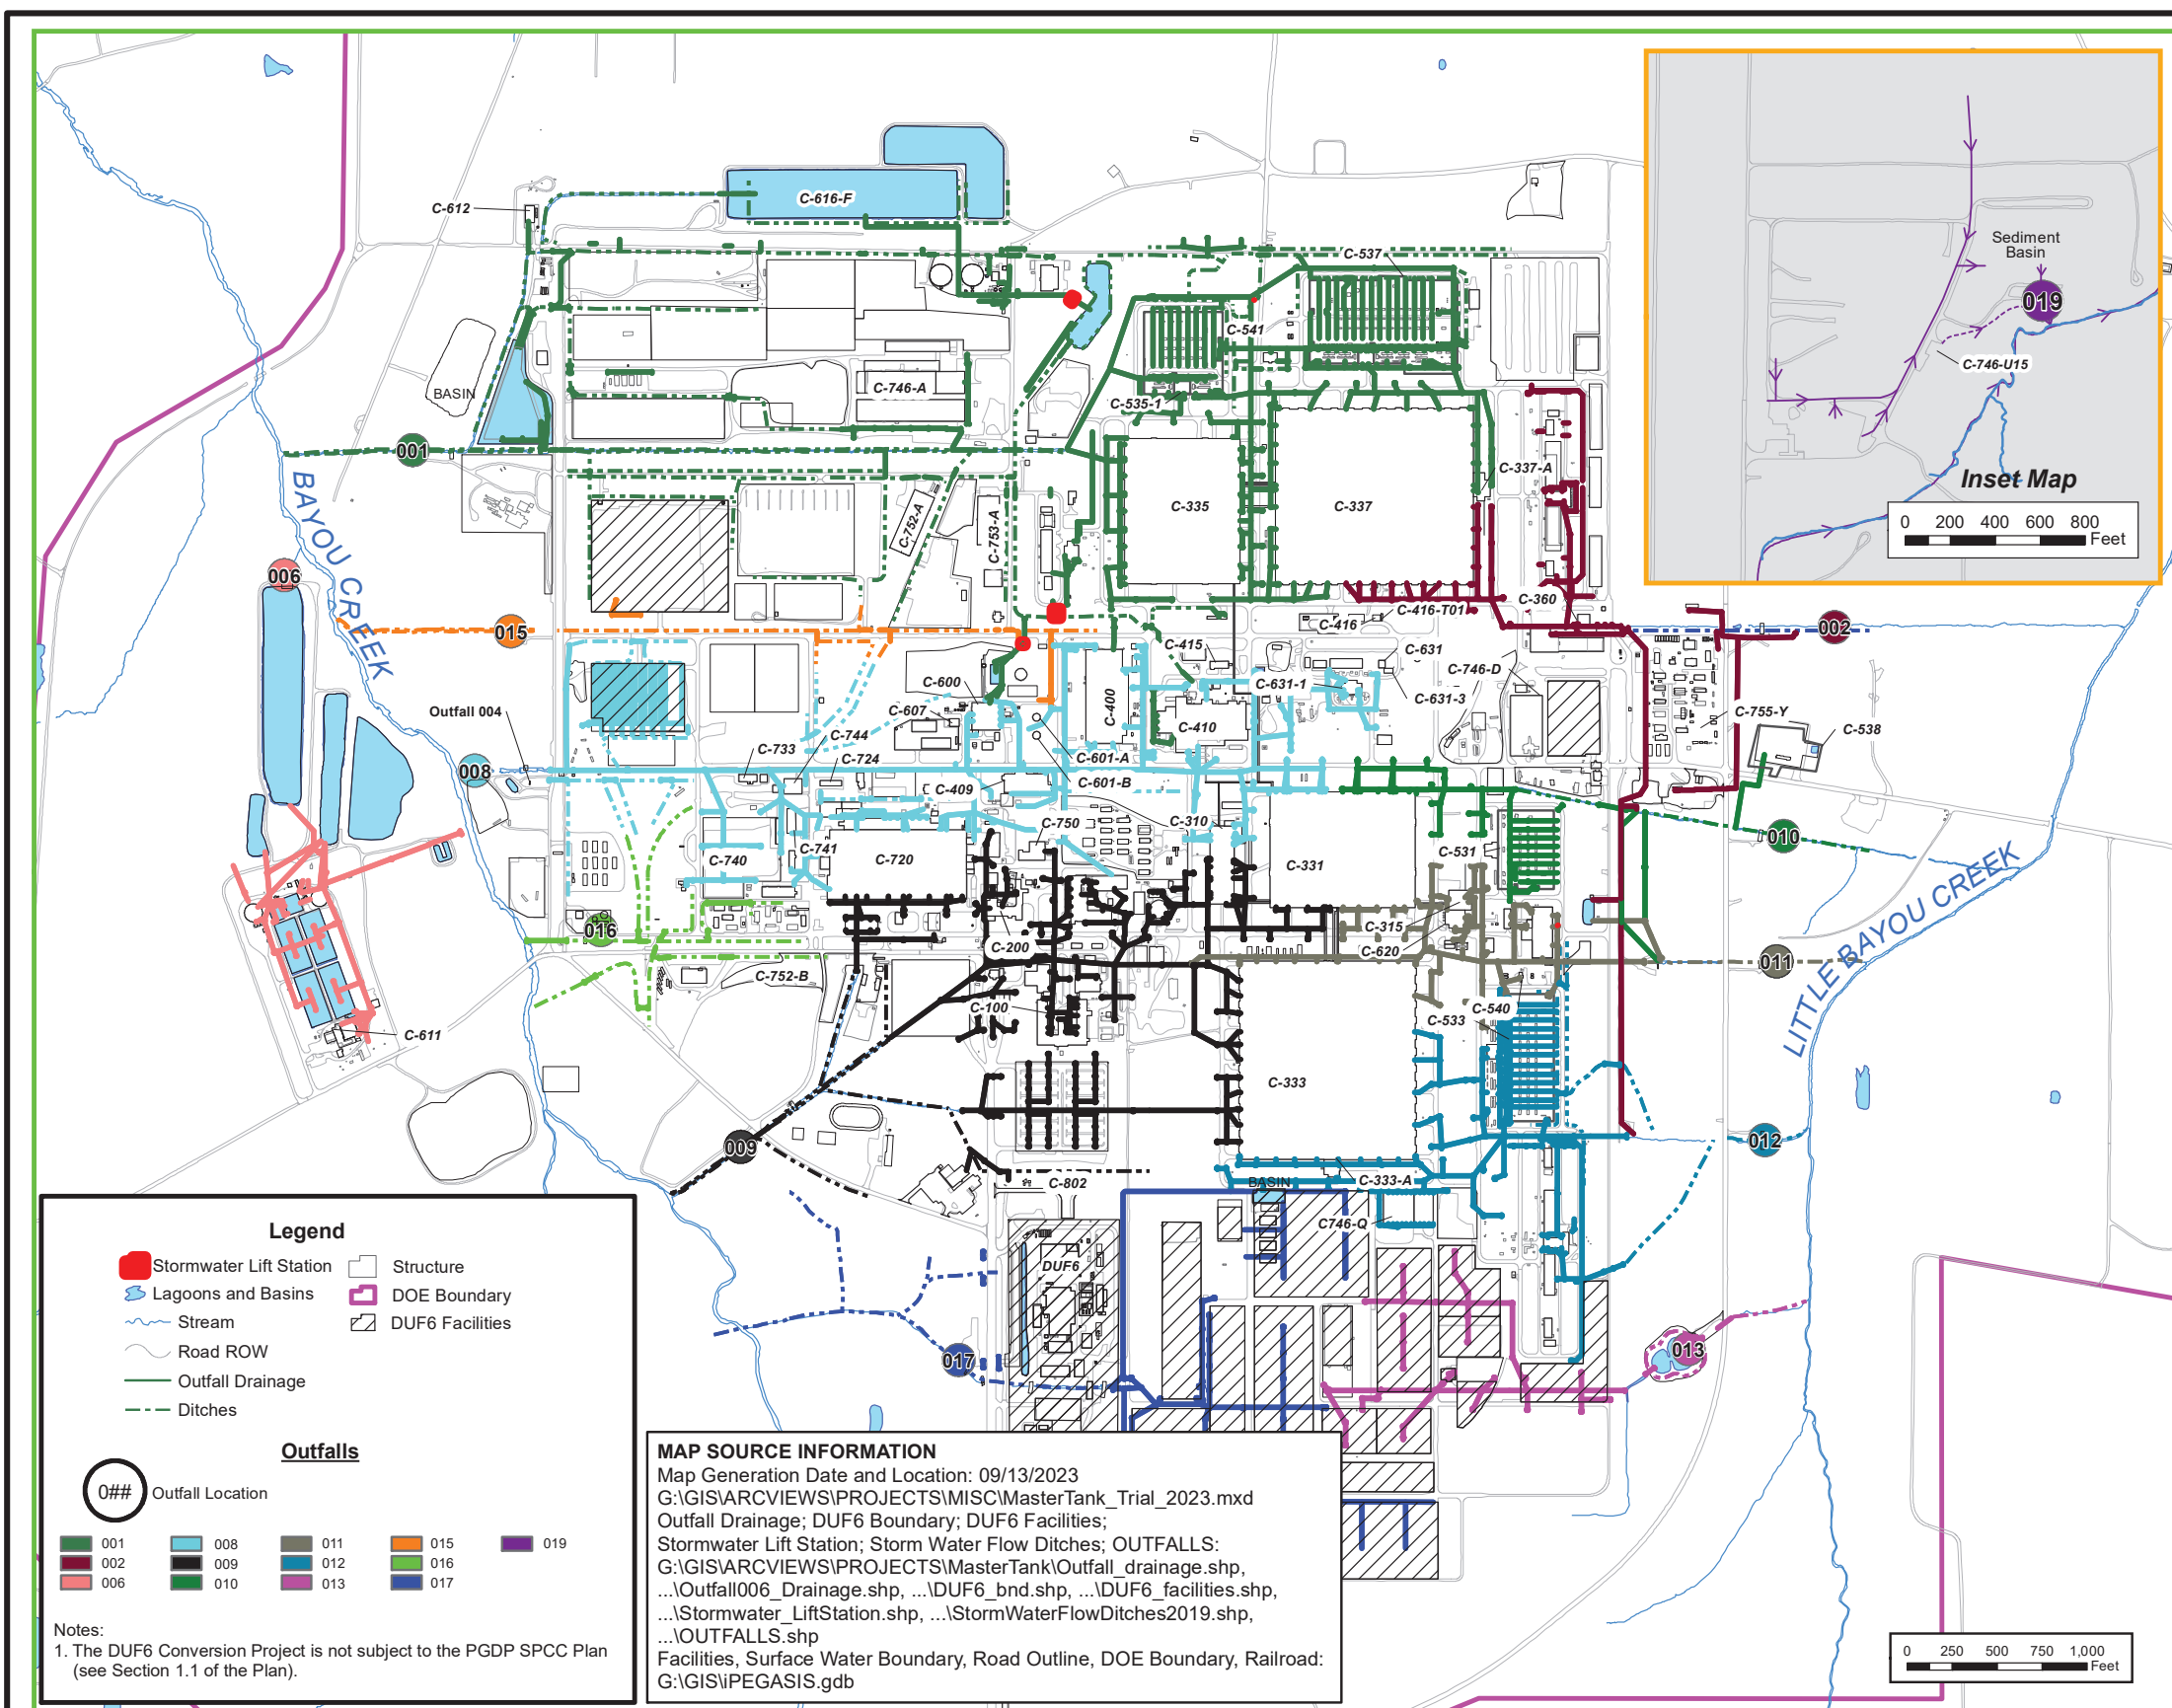 C-612
C-616-F
C-537
C-541
C-535-1
BASIN
C-746-A
001
C-337-A
C-335
C-337
C-752-A
C-753-A
BAYOU CREEK
006
015
C-416-T01
C-416
C-360
002
C-415
C-631
C-746-D
C-600
C-631-1
C-631-3
C-607
C-400
C-410
C-755-Y
C-538
Outfall 004
C-733
C-744
C-724
C-601-A
C-601-B
008
C-409
C-750
C-310
010
C-740
C-741
C-720
C-331
C-531
016
C-200
C-315
C-620
011
C-752-B
C-100
C-540
C-533
C-611
LITTLE BAYOU CREEK
C-333
009
012
C-802
BASIN
C-333-A
C746-Q
DUF6
017
013
Sediment
Basin
019
C-746-U15
Inset Map
0 200 400 600 800
Feet
Legend
Stormwater Lift Station
Structure
Lagoons and Basins
DOE Boundary
Stream
DUF6 Facilities
Road ROW
Outfall Drainage
Ditches
Outfalls
0## Outfall Location
001 008 011 015 019
002 009 012 016
006 010 013 017
Notes:
1. The DUF6 Conversion Project is not subject to the PGDP SPCC Plan
(see Section 1.1 of the Plan).
MAP SOURCE INFORMATION
Map Generation Date and Location: 09/13/2023
G:\GIS\ARCVIEWS\PROJECTS\MISC\MasterTank_Trial_2023.mxd
Outfall Drainage; DUF6 Boundary; DUF6 Facilities;
Stormwater Lift Station; Storm Water Flow Ditches; OUTFALLS:
G:\GIS\ARCVIEWS\PROJECTS\MasterTank\Outfall_drainage.shp,
...\Outfall006_Drainage.shp, ...\DUF6_bnd.shp, ...\DUF6_facilities.shp,
...\Stormwater_LiftStation.shp, ...\StormWaterFlowDitches2019.shp,
...\OUTFALLS.shp
Facilities, Surface Water Boundary, Road Outline, DOE Boundary, Railroad:
G:\GIS\iPEGASIS.gdb
0 250 500 750 1,000
Feet